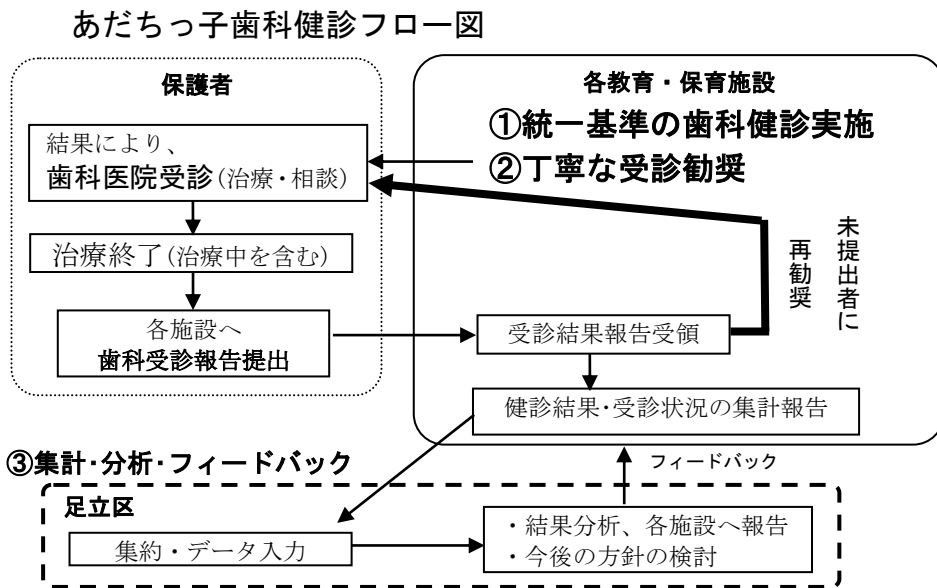 あだちっ子歯科健診フロー図
保護者
結果により、
歯科医院受診(治療・相談)
治療終了(治療中を含む)
各施設へ
歯科受診報告提出
各教育・保育施設
①統一基準の歯科健診実施
②丁寧な受診勧奨
未提出者に
再勧奨
受診結果報告受領
健診結果・受診状況の集計報告
③集計・分析・フィードバック
フィードバック
足立区
集約・データ入力
・結果分析、各施設へ報告
・今後の方針の検討